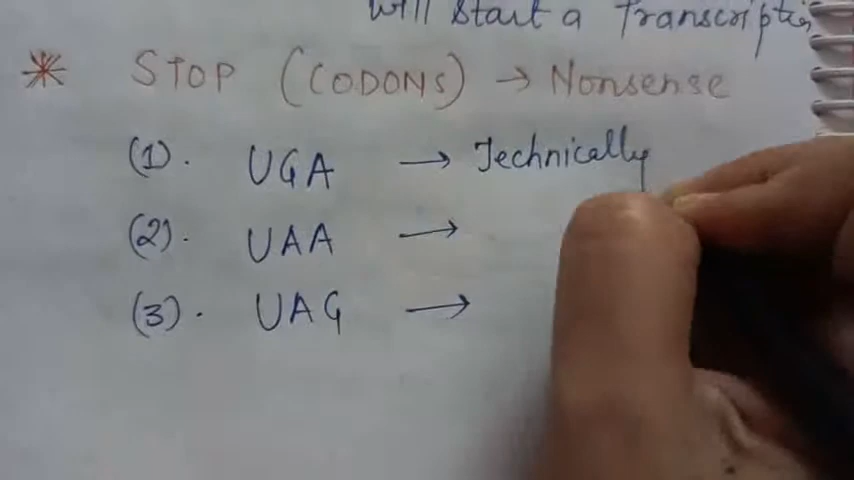 will start a Transcription
* STOP (CODONS) → Nonsense
(1). UGA → Technically
(2). UAA →
(3). UAG →